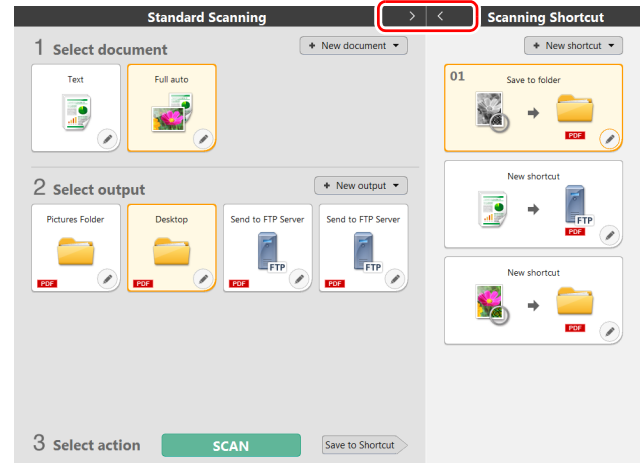 Standard Scanning > < Scanning Shortcut
1 Select document
+ New document
Text
Full auto
2 Select output
+ New output
Pictures Folder
PDF
Desktop
PDF
Send to FTP Server
FTP
PDF
Send to FTP Server
FTP
PDF
3 Select action
SCAN
Save to Shortcut
+ New shortcut
01 Save to folder
PDF
New shortcut
FTP
PDF
New shortcut
PDF